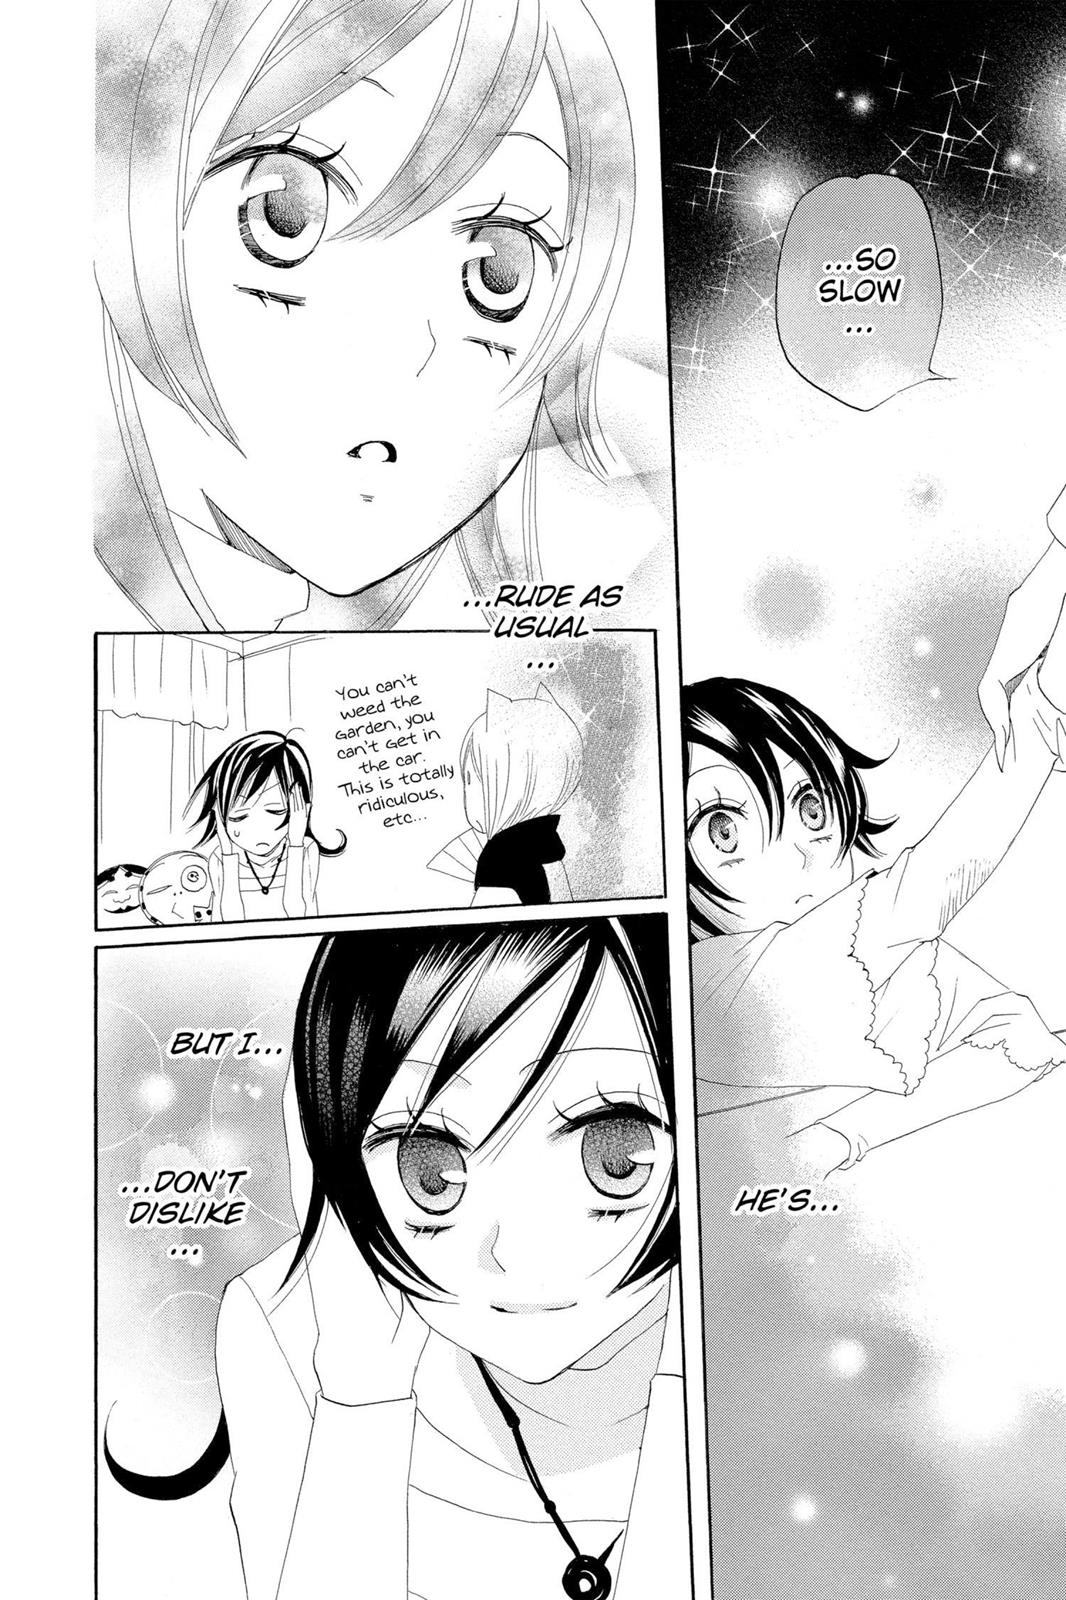 ...SO
SLOW
...
HE'S...
...RUDE AS
USUAL
...
You can't
weed the
garden, you
can't get in
the car.
This is totally
ridiculous,
etc...
BUT I...
...DON'T
DISLIKE
...